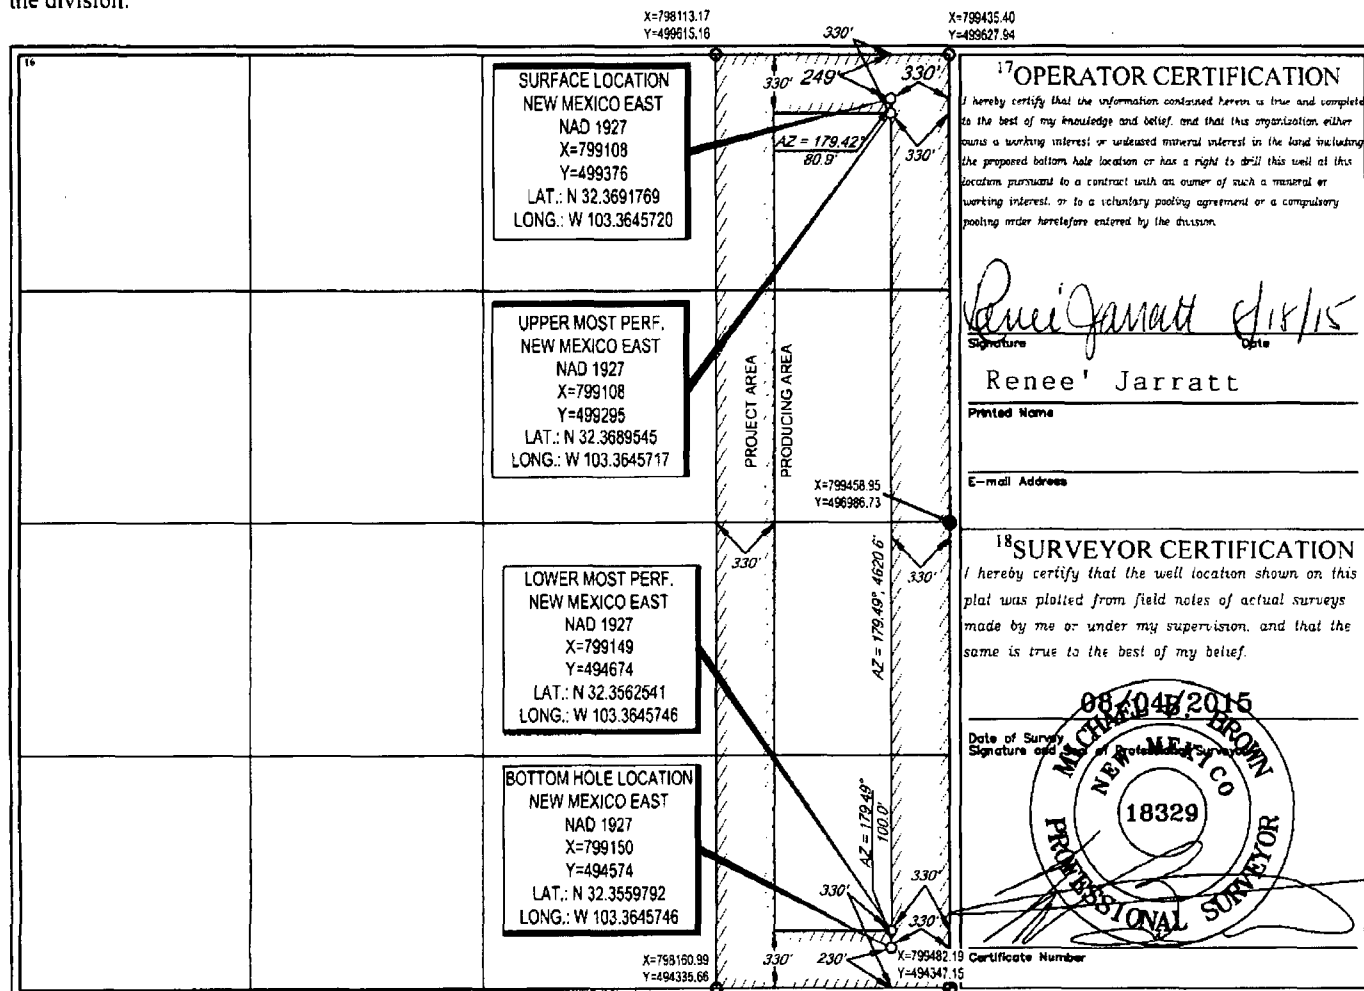 the division.
X=798113.17
Y=499615.16
X=799435.40
Y=499627.94
16
SURFACE LOCATION
NEW MEXICO EAST
NAD 1927
X=799108
Y=499376
LAT.: N 32.3691769
LONG.: W 103.3645720
330'
330'
249'
330'
AZ = 179.42°
80.9'
330'
UPPER MOST PERF.
NEW MEXICO EAST
NAD 1927
X=799108
Y=499295
LAT.: N 32.3689545
LONG.: W 103.3645717
PROJECT AREA
PRODUCING AREA
X=799458.95
Y=496986.73
330'
330'
AZ = 179.49°, 4620.6'
LOWER MOST PERF.
NEW MEXICO EAST
NAD 1927
X=799149
Y=494674
LAT.: N 32.3562541
LONG.: W 103.3645746
BOTTOM HOLE LOCATION
NEW MEXICO EAST
NAD 1927
X=799150
Y=494574
LAT.: N 32.3559792
LONG.: W 103.3645746
AZ = 179.49°
100.0'
330'
330'
330'
330'
230'
X=798160.99
Y=494335.66
X=799482.19
Y=494347.15
17 OPERATOR CERTIFICATION
I hereby certify that the information contained herein is true and complete
to the best of my knowledge and belief, and that this organization either
owns a working interest or unleased mineral interest in the land including
the proposed bottom hole location or has a right to drill this well at this
location pursuant to a contract with an owner of such a mineral or
working interest, or to a voluntary pooling agreement or a compulsory
pooling order heretofore entered by the division.
Renee' Jarratt 8/18/15
Signature Date
Renee' Jarratt
Printed Name
E-mail Address
18 SURVEYOR CERTIFICATION
I hereby certify that the well location shown on this
plat was plotted from field notes of actual surveys
made by me or under my supervision, and that the
same is true to the best of my belief.
08/04/2015
Date of Survey
Signature and Seal of Professional Surveyor
MICHAEL B. BROWN
NEW MEXICO
18329
PROFESSIONAL SURVEYOR
Certificate Number